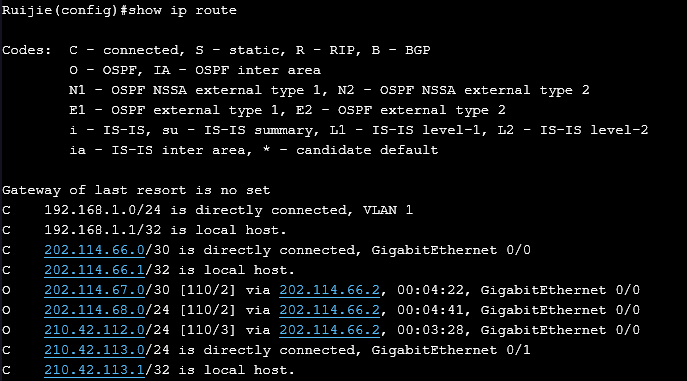 Ruijie(config)#show ip route
Codes:  C - connected, S - static, R - RIP, B - BGP
O - OSPF, IA - OSPF inter area
N1 - OSPF NSSA external type 1, N2 - OSPF NSSA external type 2
E1 - OSPF external type 1, E2 - OSPF external type 2
i - IS-IS, su - IS-IS summary, L1 - IS-IS level-1, L2 - IS-IS level-2
ia - IS-IS inter area, * - candidate default
Gateway of last resort is no set
C    192.168.1.0/24 is directly connected, VLAN 1
C    192.168.1.1/32 is local host.
C    202.114.66.0/30 is directly connected, GigabitEthernet 0/0
C    202.114.66.1/32 is local host.
O    202.114.67.0/30 [110/2] via 202.114.66.2, 00:04:22, GigabitEthernet 0/0
O    202.114.68.0/24 [110/2] via 202.114.66.2, 00:04:41, GigabitEthernet 0/0
O    210.42.112.0/24 [110/3] via 202.114.66.2, 00:03:28, GigabitEthernet 0/0
C    210.42.113.0/24 is directly connected, GigabitEthernet 0/1
C    210.42.113.1/32 is local host.